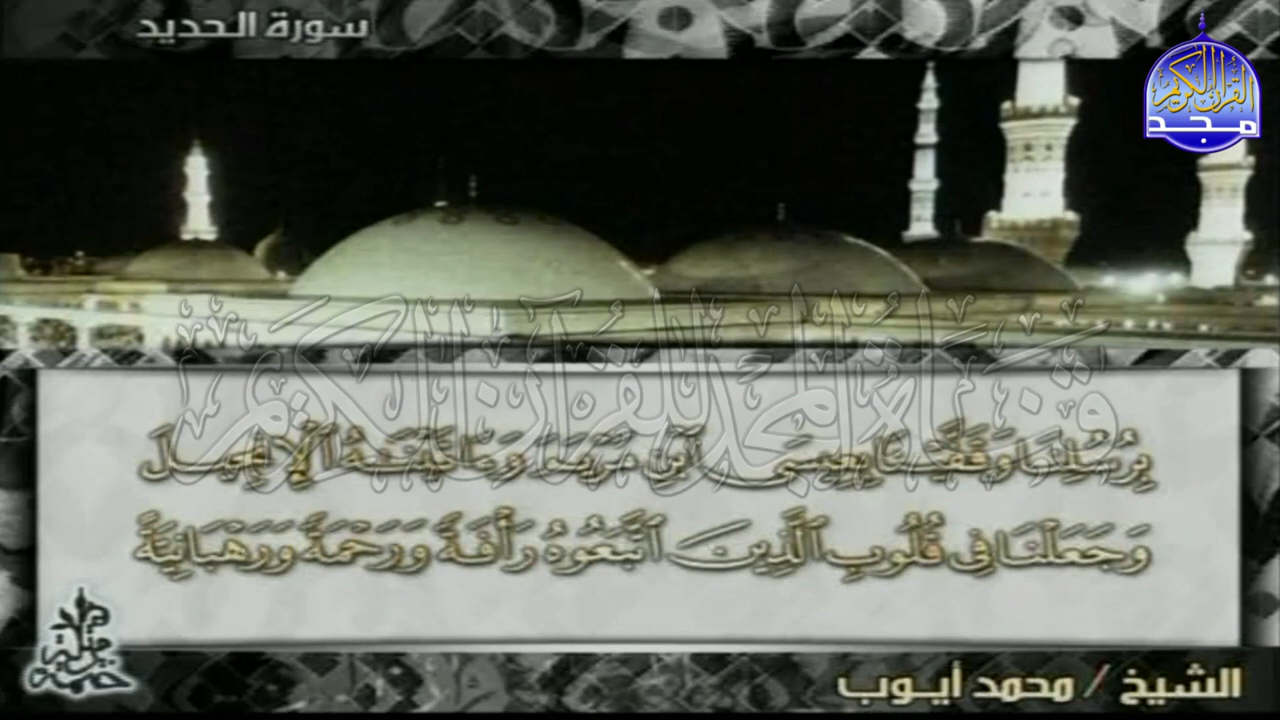 سورة الحديد
القرآن الكريم
مجد
قناة المجد للقرآن الكريم
بِرُسُلِنَا وَقَفَّيْنَا بِعِيسَى ٱبْنِ مَرْيَمَ وَءَاتَيْنَـٰهُ ٱلْإِنجِيلَ
وَجَعَلْنَا فِى قُلُوبِ ٱلَّذِينَ ٱتَّبَعُوهُ رَأْفَةً وَرَحْمَةً وَرَهْبَانِيَّةً
الشيخ / محمد أيوب